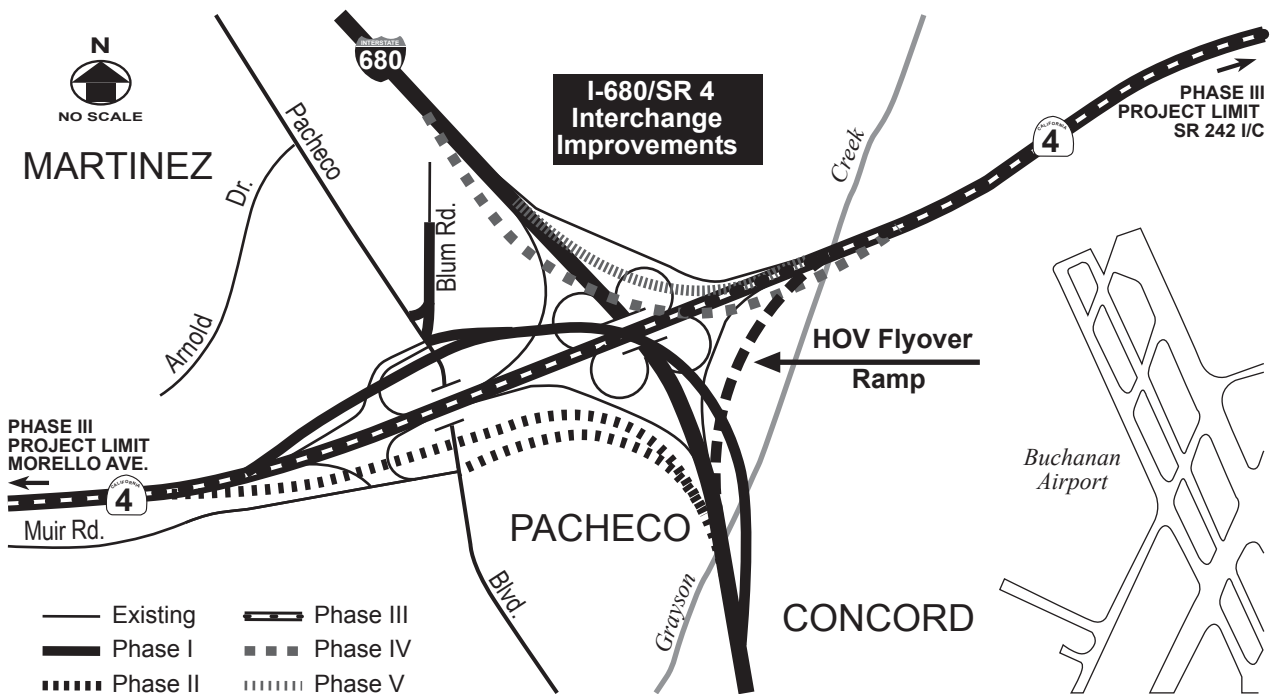 N
NO SCALE
MARTINEZ
INTERSTATE
680
I-680/SR 4
Interchange
Improvements
PHASE III
PROJECT LIMIT
SR 242 I/C
CALIFORNIA
4
Creek
Pacheco
Blum Rd.
Arnold
Dr.
HOV Flyover
Ramp
PHASE III
PROJECT LIMIT
MORELLO AVE.
CALIFORNIA
4
Muir Rd.
Buchanan
Airport
PACHECO
Blvd.
Grayson
CONCORD
Existing
Phase I
Phase II
Phase III
Phase IV
Phase V